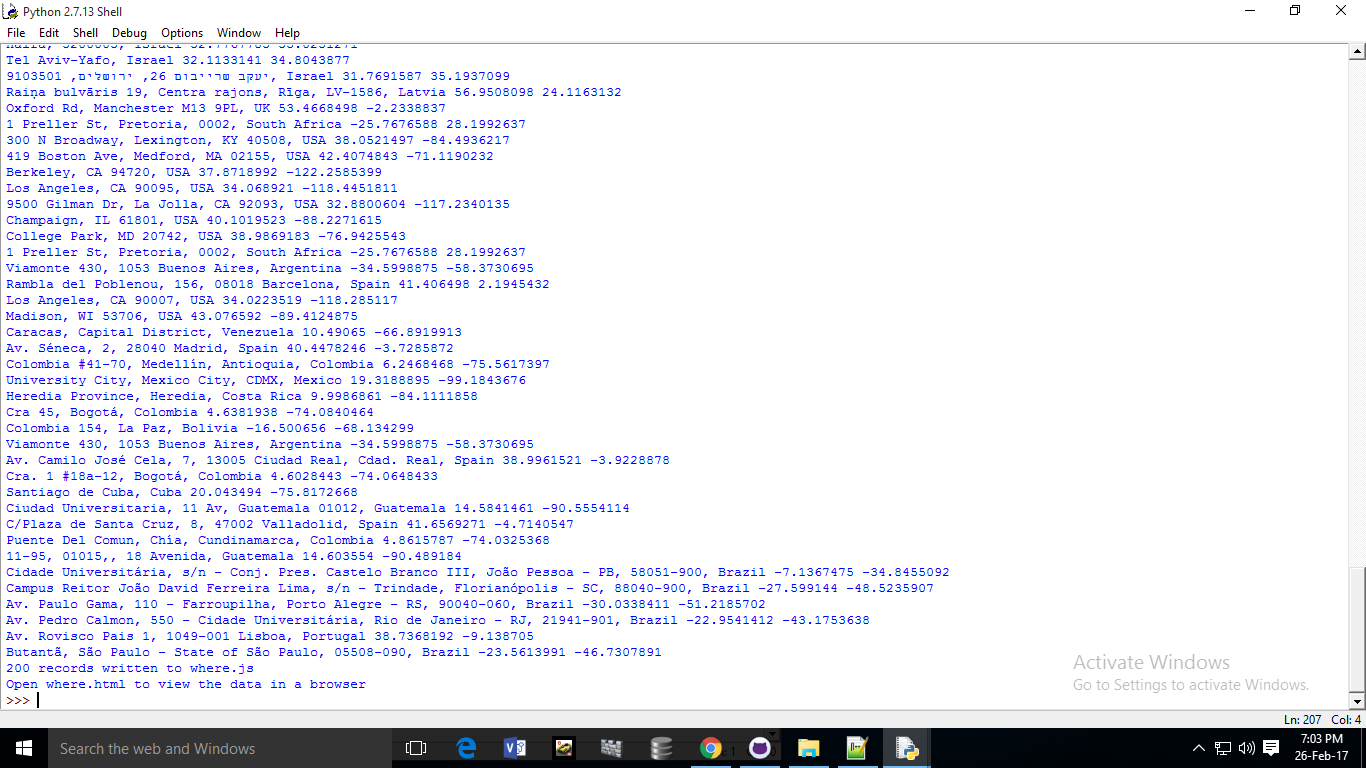 Python 2.7.13 Shell
File Edit Shell Debug Options Window Help
Tel Aviv-Yafo, Israel 32.1133141 34.8043877
יעקב שרייבום 26, ירושלים, 9103501, Israel 31.7691587 35.1937099
Raiņa bulvāris 19, Centra rajons, Rīga, LV-1586, Latvia 56.9508098 24.1163132
Oxford Rd, Manchester M13 9PL, UK 53.4668498 -2.2338837
1 Preller St, Pretoria, 0002, South Africa -25.7676588 28.1992637
300 N Broadway, Lexington, KY 40508, USA 38.0521497 -84.4936217
419 Boston Ave, Medford, MA 02155, USA 42.4074843 -71.1190232
Berkeley, CA 94720, USA 37.8718992 -122.2585399
Los Angeles, CA 90095, USA 34.068921 -118.4451811
9500 Gilman Dr, La Jolla, CA 92093, USA 32.8800604 -117.2340135
Champaign, IL 61801, USA 40.1019523 -88.2271615
College Park, MD 20742, USA 38.9869183 -76.9425543
1 Preller St, Pretoria, 0002, South Africa -25.7676588 28.1992637
Viamonte 430, 1053 Buenos Aires, Argentina -34.5998875 -58.3730695
Rambla del Poblenou, 156, 08018 Barcelona, Spain 41.406498 2.1945432
Los Angeles, CA 90007, USA 34.0223519 -118.285117
Madison, WI 53706, USA 43.076592 -89.4124875
Caracas, Capital District, Venezuela 10.49065 -66.8919913
Av. Séneca, 2, 28040 Madrid, Spain 40.4478246 -3.7285872
Colombia #41-70, Medellín, Antioquia, Colombia 6.2468468 -75.5617397
University City, Mexico City, CDMX, Mexico 19.3188895 -99.1843676
Heredia Province, Heredia, Costa Rica 9.9986861 -84.1111858
Cra 45, Bogotá, Colombia 4.6381938 -74.0840464
Colombia 154, La Paz, Bolivia -16.500656 -68.134299
Viamonte 430, 1053 Buenos Aires, Argentina -34.5998875 -58.3730695
Av. Camilo José Cela, 7, 13005 Ciudad Real, Cdad. Real, Spain 38.9961521 -3.9228878
Cra. 1 #18a-12, Bogotá, Colombia 4.6028443 -74.0648433
Santiago de Cuba, Cuba 20.043494 -75.8172668
Ciudad Universitaria, 11 Av, Guatemala 01012, Guatemala 14.5841461 -90.5554114
C/Plaza de Santa Cruz, 8, 47002 Valladolid, Spain 41.6569271 -4.7140547
Puente Del Comun, Chía, Cundinamarca, Colombia 4.8615787 -74.0325368
11-95, 01015,, 18 Avenida, Guatemala 14.603554 -90.489184
Cidade Universitária, s/n - Conj. Pres. Castelo Branco III, João Pessoa - PB, 58051-900, Brazil -7.1367475 -34.8455092
Campus Reitor João David Ferreira Lima, s/n - Trindade, Florianópolis - SC, 88040-900, Brazil -27.599144 -48.5235907
Av. Paulo Gama, 110 - Farroupilha, Porto Alegre - RS, 90040-060, Brazil -30.0338411 -51.2185702
Av. Pedro Calmon, 550 - Cidade Universitária, Rio de Janeiro - RJ, 21941-901, Brazil -22.9541412 -43.1753638
Av. Rovisco Pais 1, 1049-001 Lisboa, Portugal 38.7368192 -9.138705
Butantã, São Paulo - State of São Paulo, 05508-090, Brazil -23.5613991 -46.7307891
200 records written to where.js
Open where.html to view the data in a browser
>>>
Activate Windows
Go to Settings to activate Windows.
Ln: 207 Col: 4
Search the web and Windows
7:03 PM
26-Feb-17